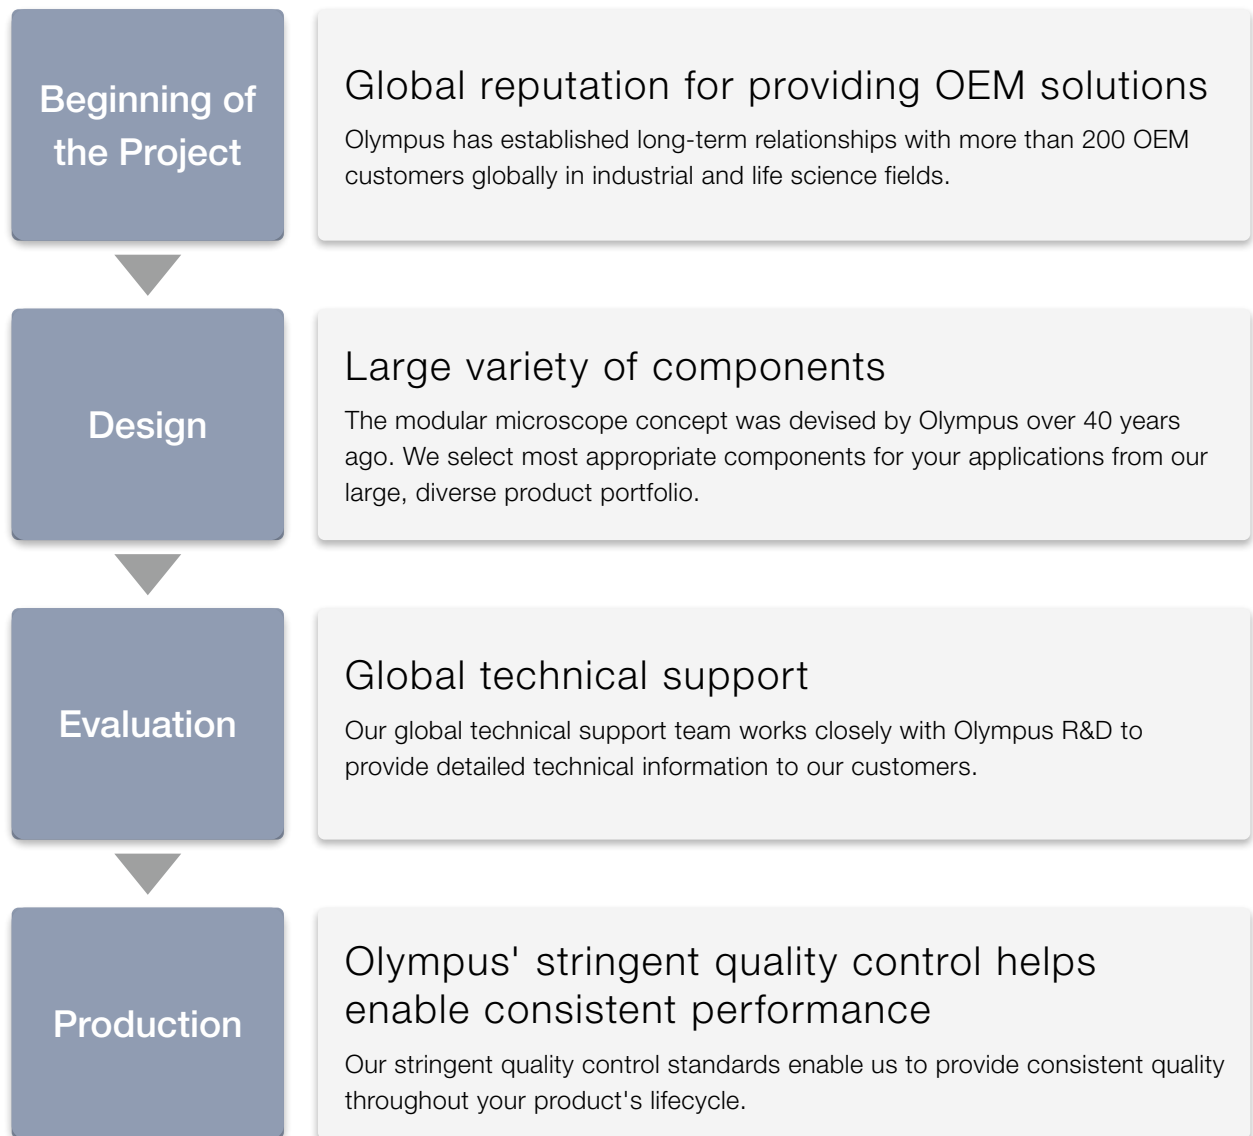 Beginning of
the Project
Global reputation for providing OEM solutions
Olympus has established long-term relationships with more than 200 OEM
customers globally in industrial and life science fields.
Design
Large variety of components
The modular microscope concept was devised by Olympus over 40 years
ago. We select most appropriate components for your applications from our
large, diverse product portfolio.
Evaluation
Global technical support
Our global technical support team works closely with Olympus R&D to
provide detailed technical information to our customers.
Production
Olympus' stringent quality control helps
enable consistent performance
Our stringent quality control standards enable us to provide consistent quality
throughout your product's lifecycle.